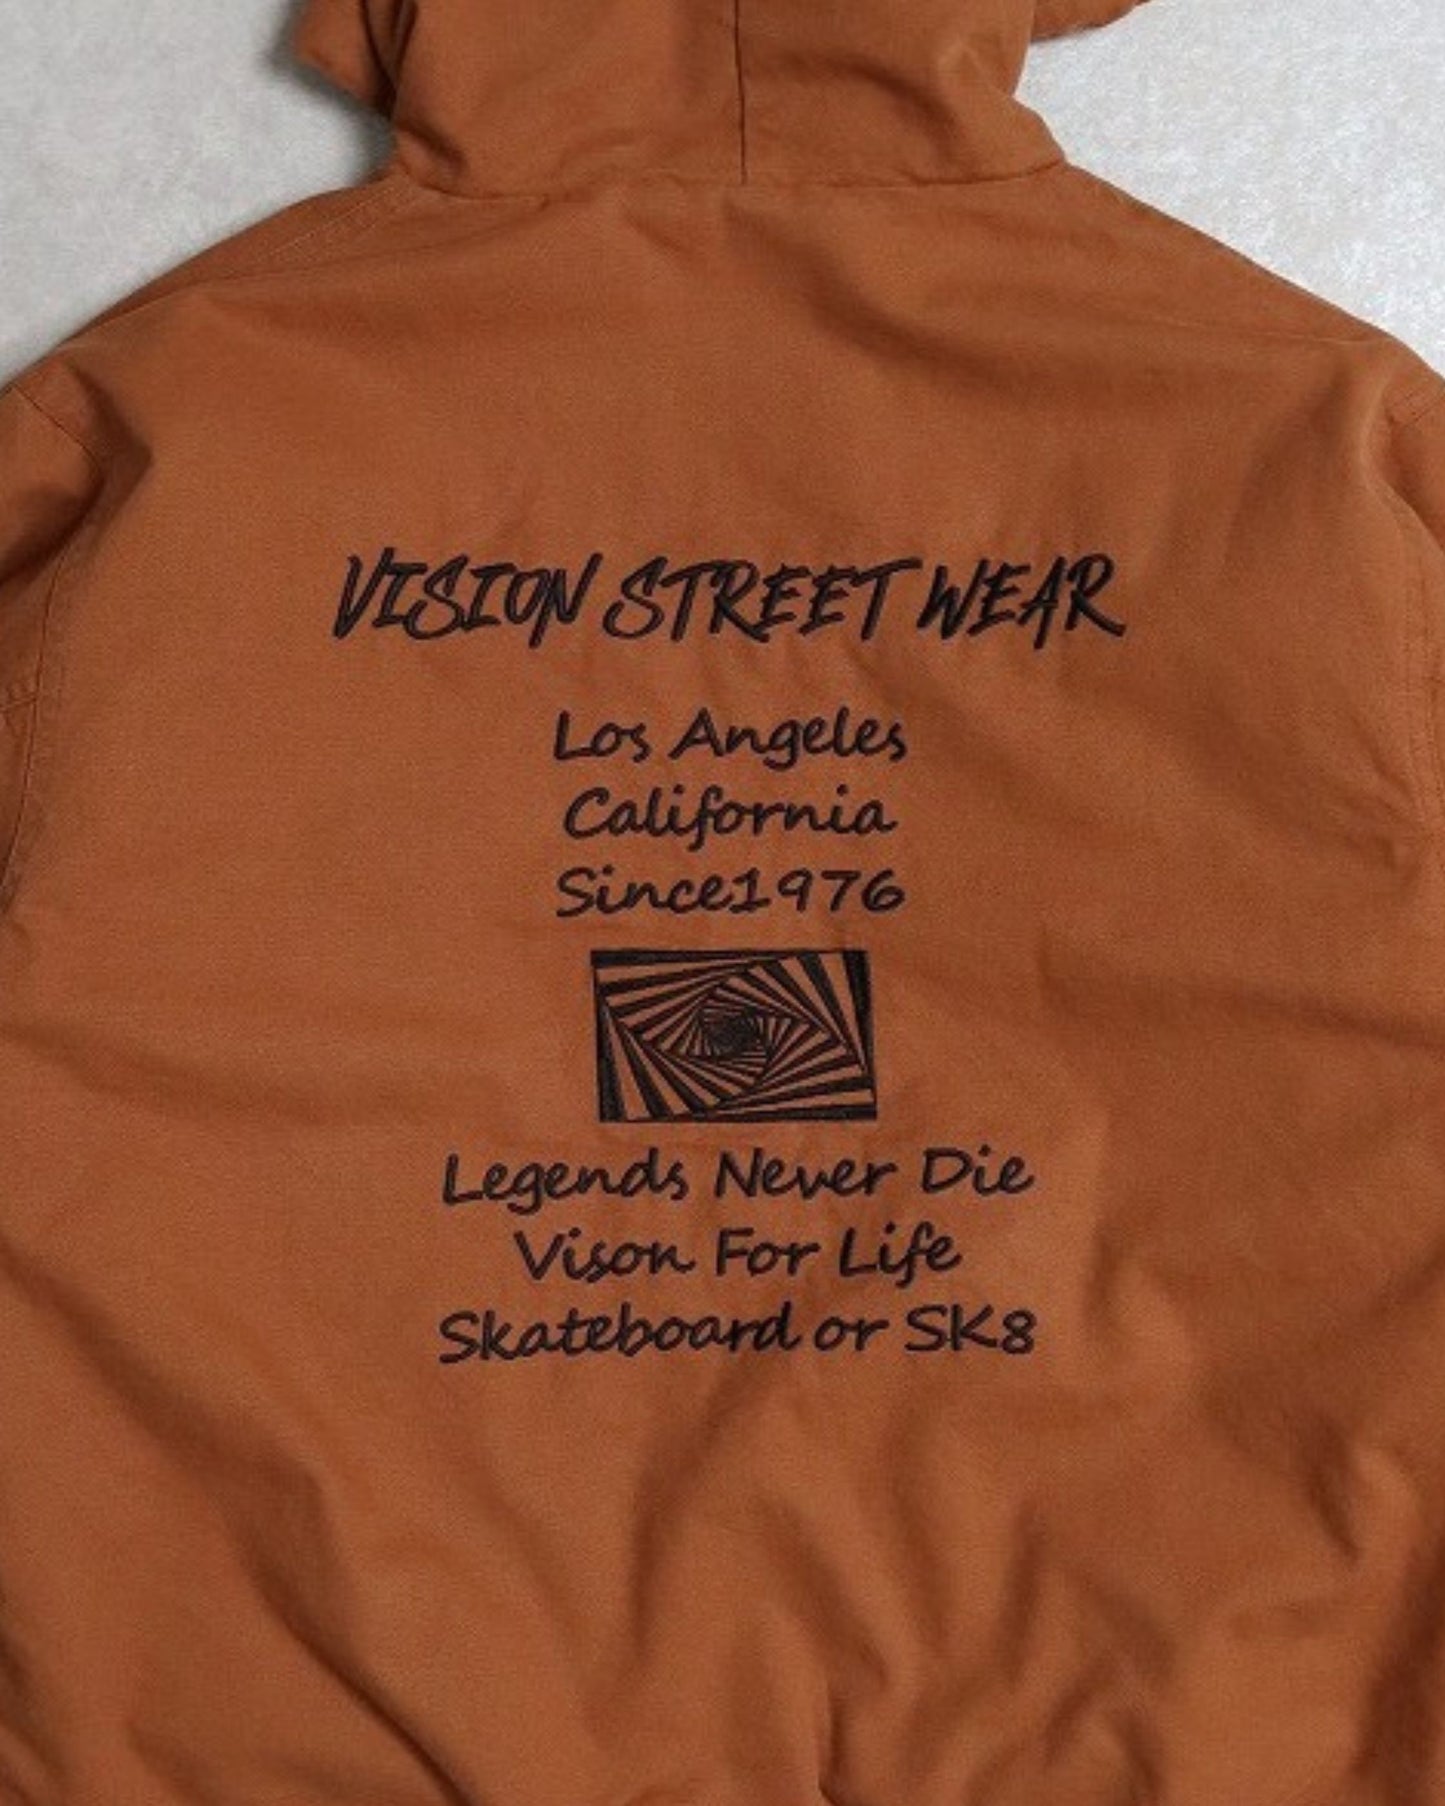 VISION STREET WEAR
Los Angeles
California
Since1976
Legends Never Die
Vison For Life
Skateboard or SK8